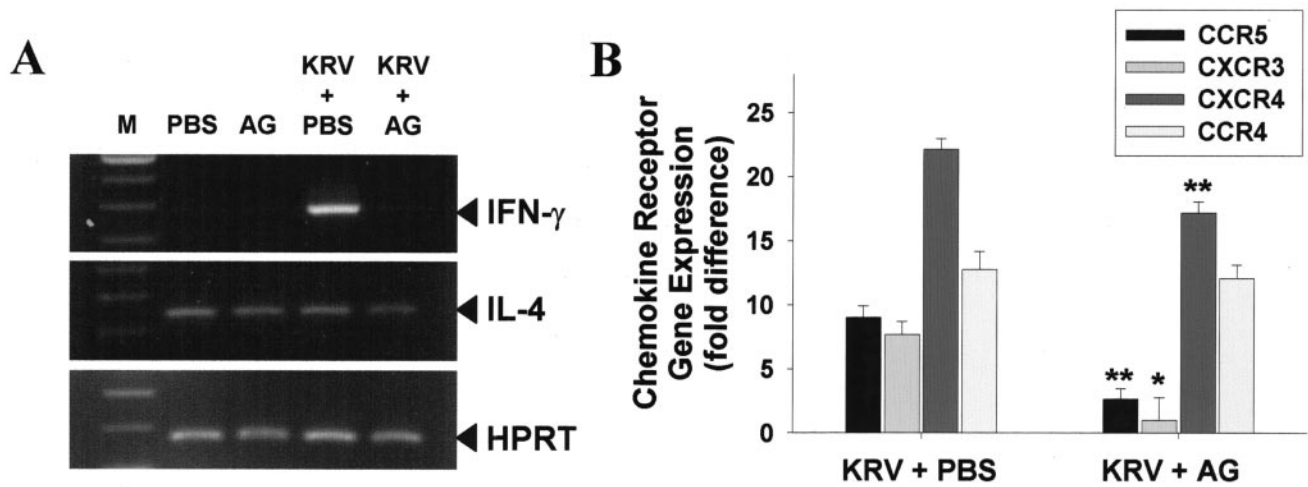 A
KRV KRV
+ +
M PBS AG PBS AG
IFN-γ
IL-4
HPRT
B
CCR5
CXCR3
CXCR4
CCR4
Chemokine Receptor
Gene Expression
(fold difference)
25
20
15
10
5
0
**
*
**
KRV + PBS KRV + AG